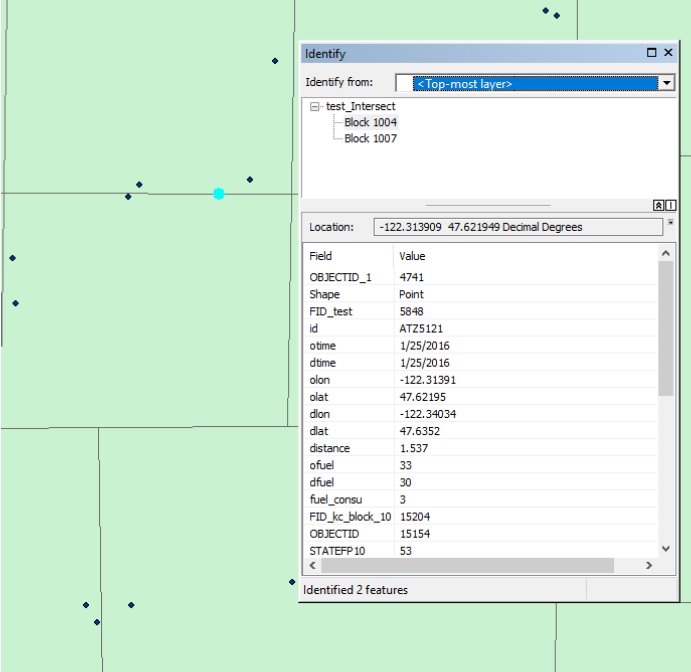 Identify
Identify from: <Top-most layer>
test_Intersect
Block 1004
Block 1007
Location: -122.313909 47.621949 Decimal Degrees
Field Value
OBJECTID_1 4741
Shape Point
FID_test 5848
id ATZ5121
otime 1/25/2016
dtime 1/25/2016
olon -122.31391
olat 47.62195
dlon -122.34034
dlat 47.6352
distance 1.537
ofuel 33
dfuel 30
fuel_consu 3
FID_kc_block_10 15204
OBJECTID 15154
STATEFP10 53
Identified 2 features